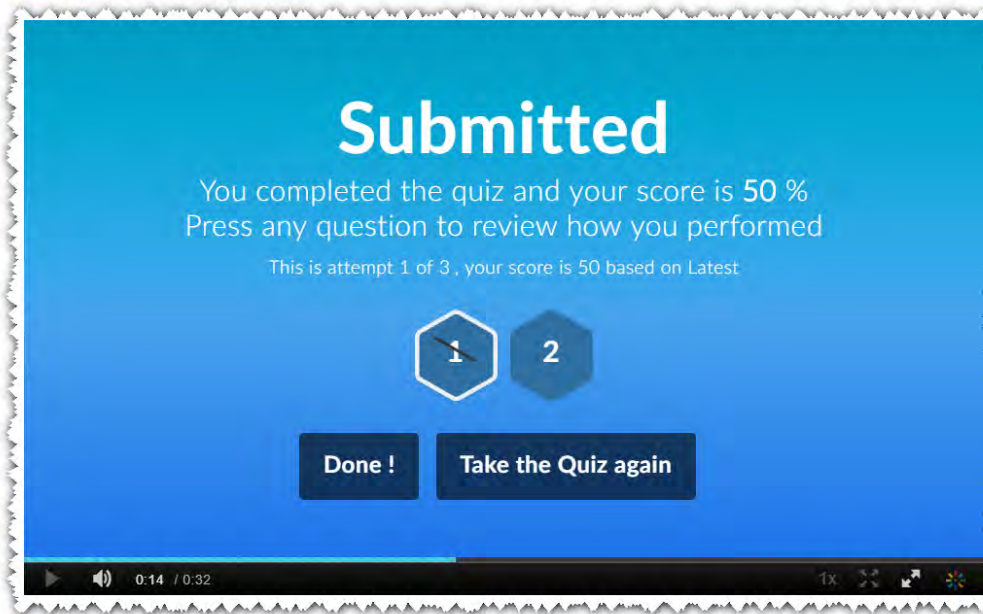 Submitted
You completed the quiz and your score is 50 %
Press any question to review how you performed
This is attempt 1 of 3 , your score is 50 based on Latest
1 2
Done ! Take the Quiz again
0:14 / 0:32 1x